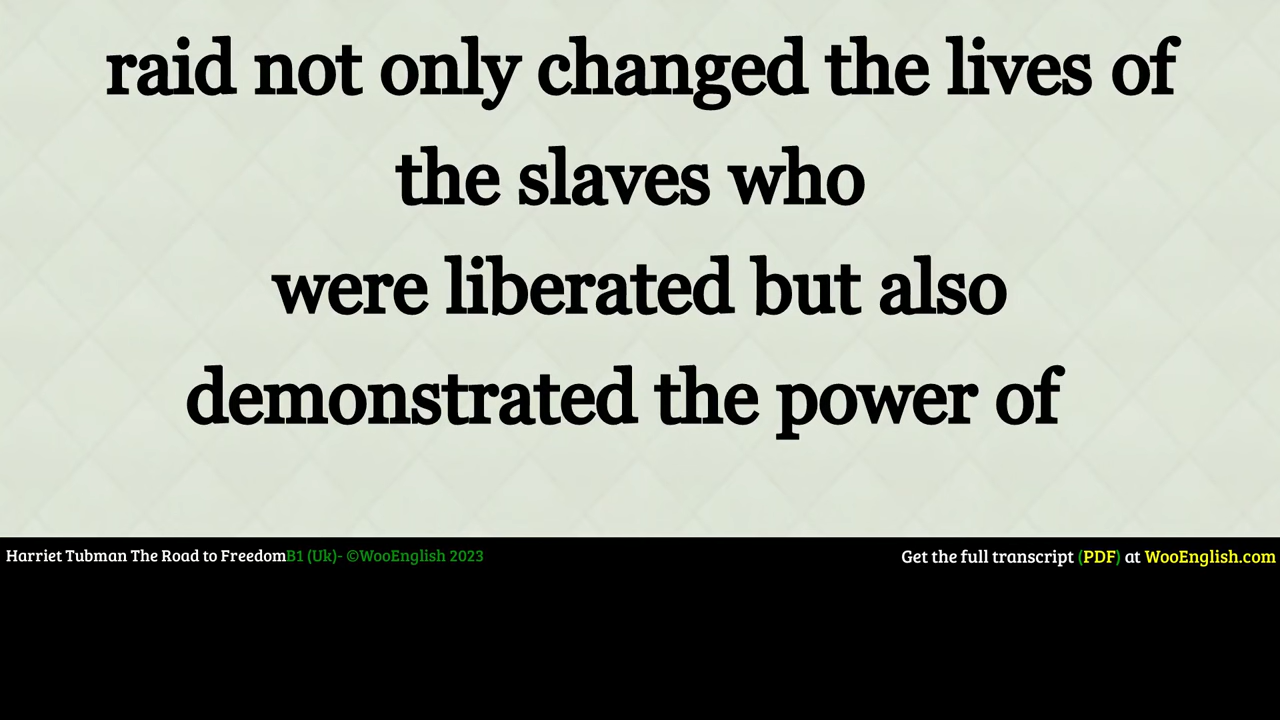 raid not only changed the lives of
the slaves who
were liberated but also
demonstrated the power of
Harriet Tubman The Road to FreedomB1 (Uk)- ©WooEnglish 2023
Get the full transcript (PDF) at WooEnglish.com